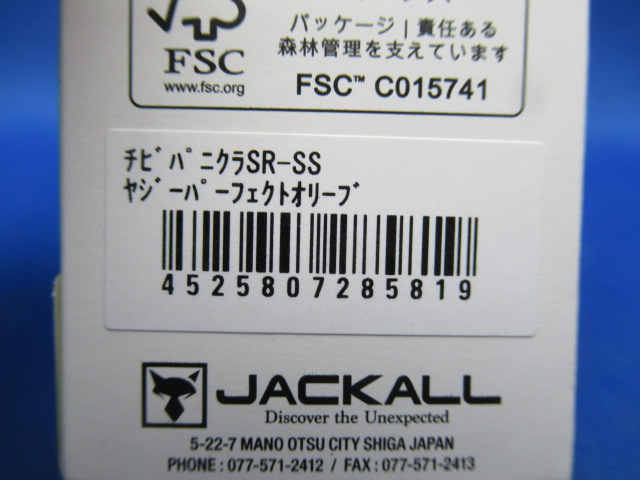 パッケージ | 責任ある
森林管理を支えています
FSC
www.fsc.org
FSC™ C015741
ﾁﾋﾞﾊﾟﾆｸﾗSR-SS
ﾔｼﾞｰﾊﾟｰﾌｪｸﾄｵﾘｰﾌﾞ
4525807285819
JACKALL
Discover the Unexpected
5-22-7 MANO OTSU CITY SHIGA JAPAN
PHONE : 077-571-2412 / FAX : 077-571-2413